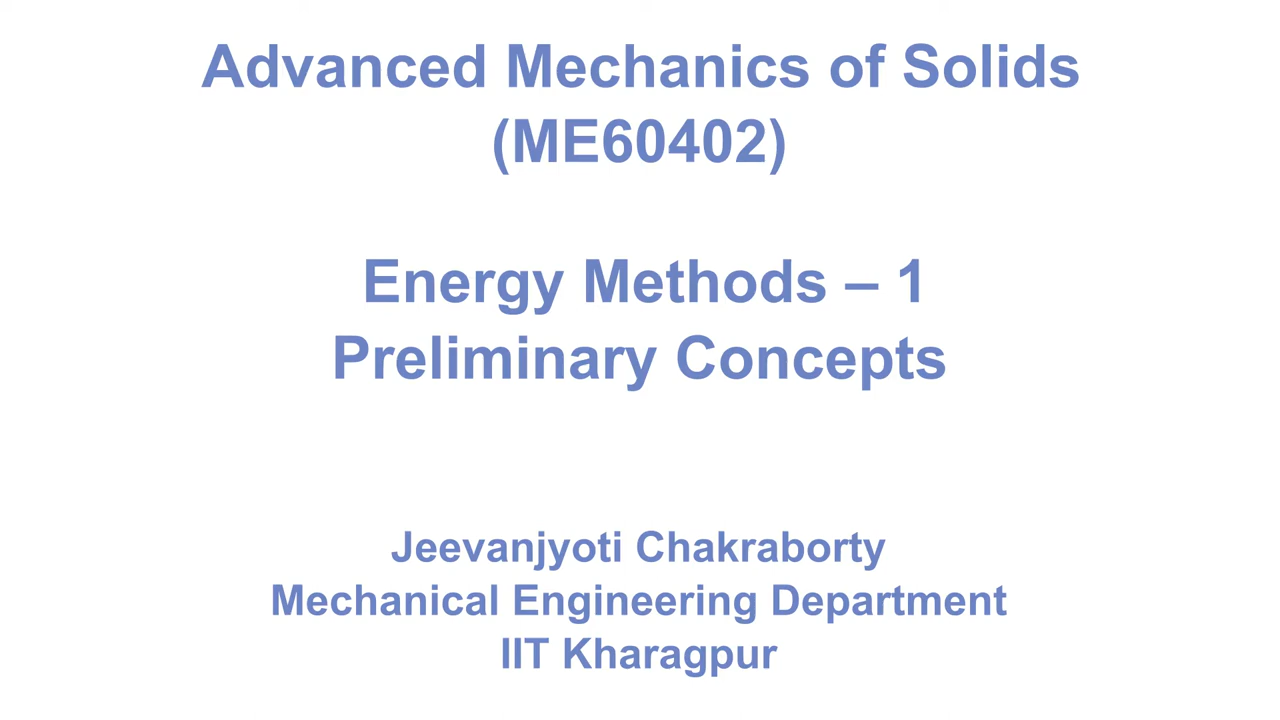 Advanced Mechanics of Solids
(ME60402)
Energy Methods – 1
Preliminary Concepts
Jeevanjyoti Chakraborty
Mechanical Engineering Department
IIT Kharagpur